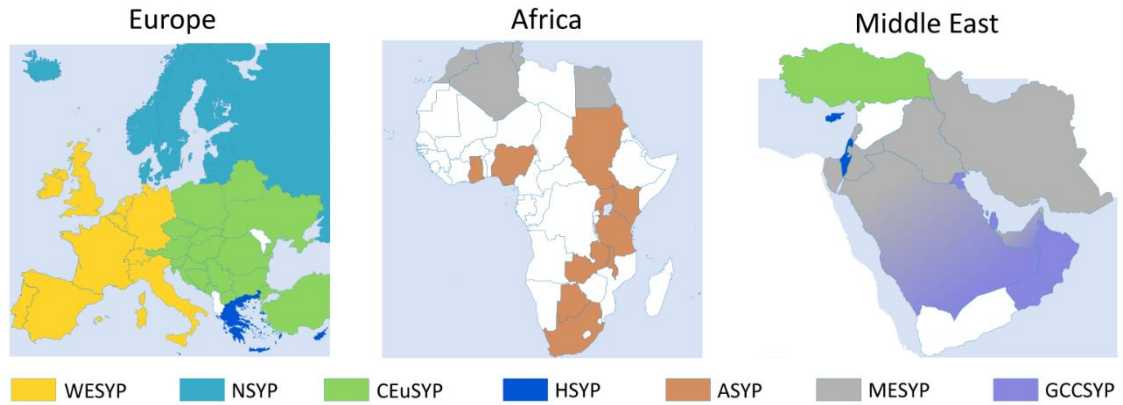 Europe
Africa
Middle East
WESYP
NSYP
CEuSYP
HSYP
ASYP
MESYP
GCCSYP